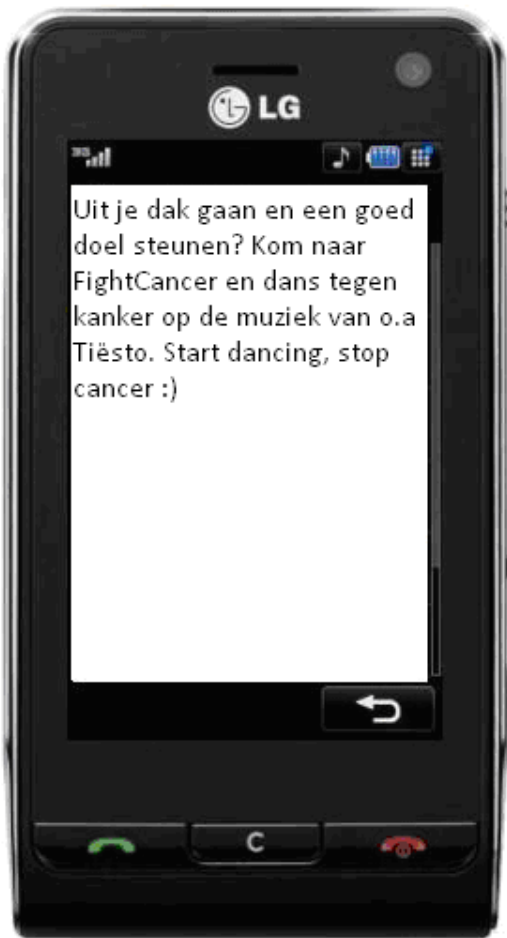 LG
3G
Uit je dak gaan en een goed
doel steunen? Kom naar
FightCancer en dans tegen
kanker op de muziek van o.a
Tiësto. Start dancing, stop
cancer :)
C